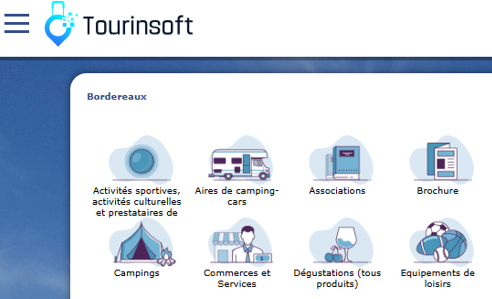 Tourinsoft
Bordereaux
Activités sportives,
activités culturelles
et prestataires de
Aires de camping-
cars
Associations
Brochure
Campings
Commerces et
Services
Dégustations (tous
produits)
Equipements de
loisirs